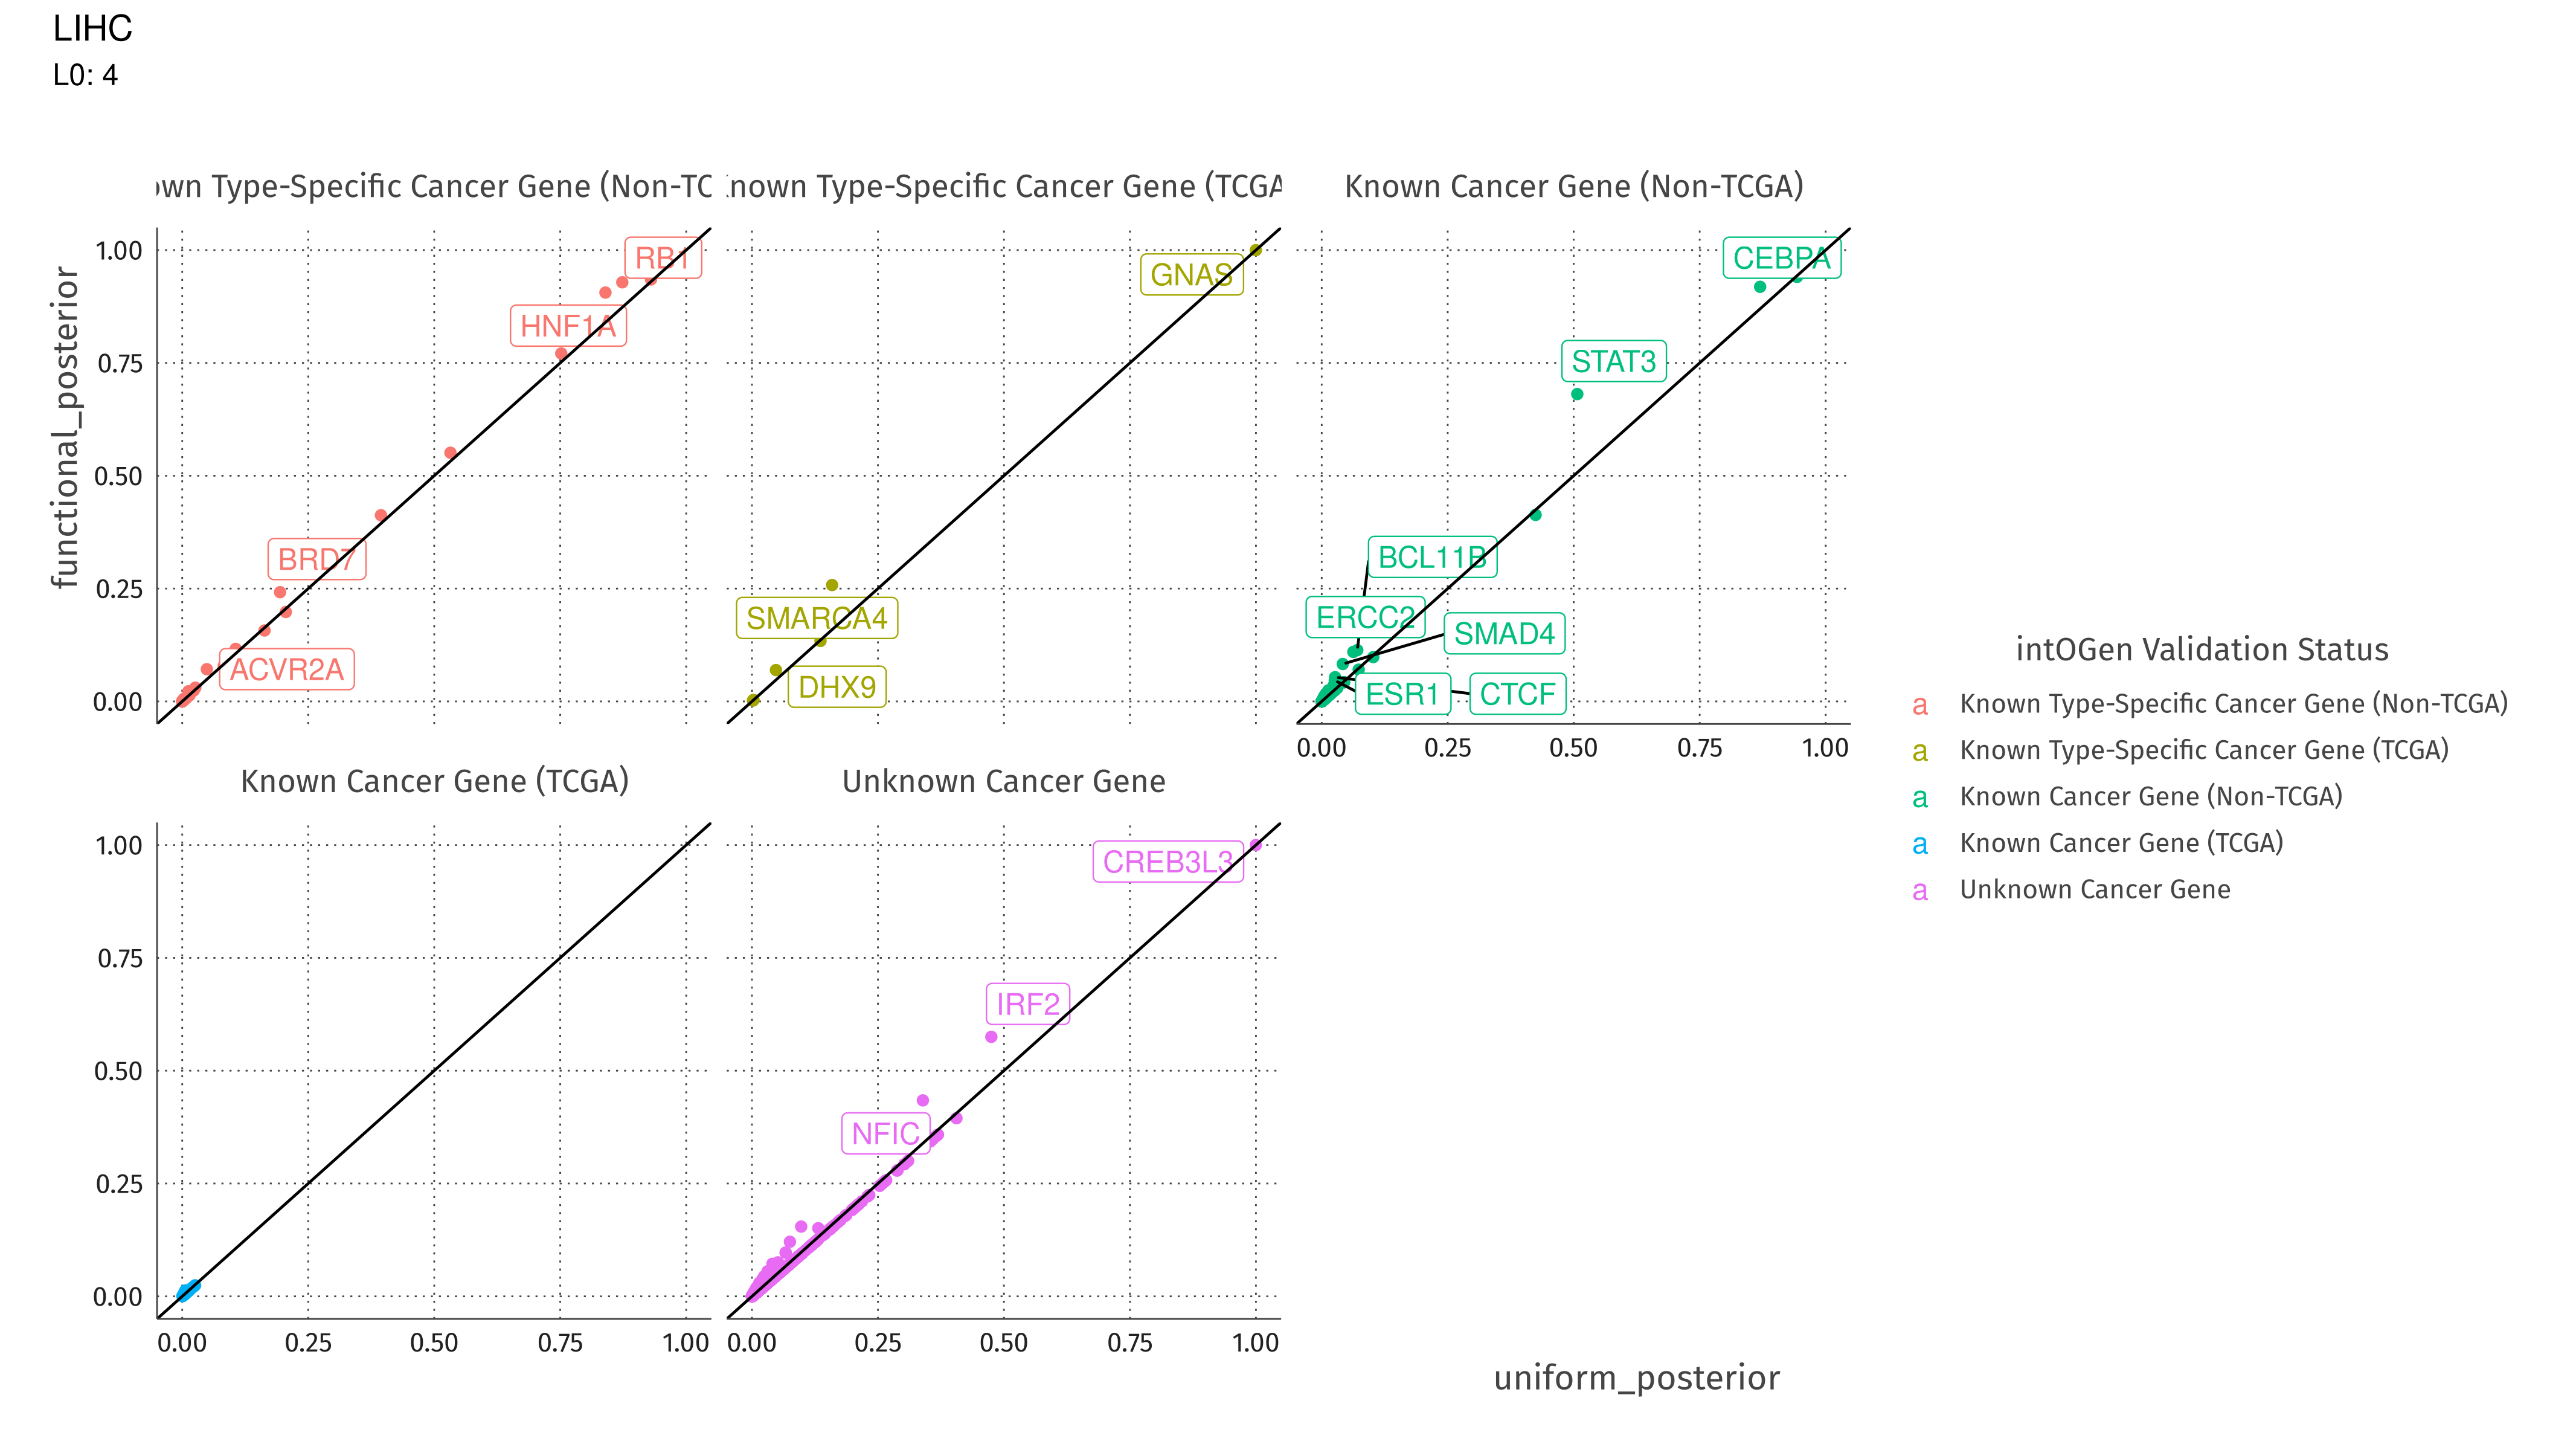 LIHC
L0: 4
own Type-Specific Cancer Gene (Non-TC
Known Type-Specific Cancer Gene (TCGA
Known Cancer Gene (Non-TCGA)
functional_posterior
1.00
0.75
0.50
0.25
0.00
RB1
HNF1A
BRD7
ACVR2A
GNAS
SMARCA4
DHX9
CEBPA
STAT3
BCL11B
ERCC2
SMAD4
ESR1
CTCF
0.00 0.25 0.50 0.75 1.00
Known Cancer Gene (TCGA)
Unknown Cancer Gene
1.00
0.75
0.50
0.25
0.00
CREB3L3
IRF2
NFIC
0.00 0.25 0.50 0.75 1.00
0.00 0.25 0.50 0.75 1.00
uniform_posterior
intOGen Validation Status
a Known Type-Specific Cancer Gene (Non-TCGA)
a Known Type-Specific Cancer Gene (TCGA)
a Known Cancer Gene (Non-TCGA)
a Known Cancer Gene (TCGA)
a Unknown Cancer Gene